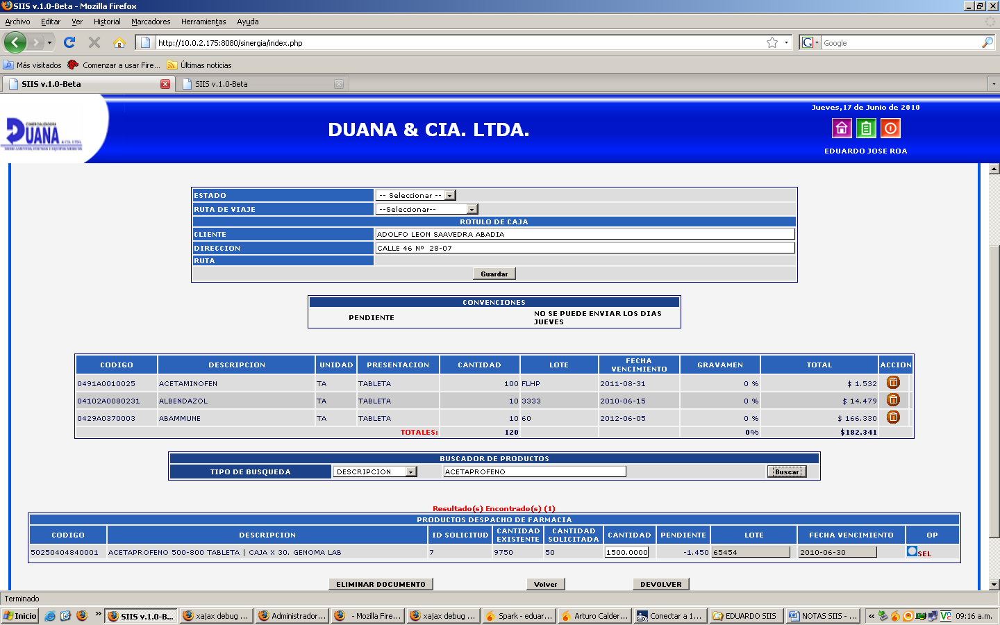 SIIS v.1.0-Beta - Mozilla Firefox
Archivo Editar Ver Historial Marcadores Herramientas Ayuda
http://10.0.2.175:8080/sinergia/index.php
G Google
Más visitados Comenzar a usar Fire... Últimas noticias
SIIS v.1.0-Beta SIIS v.1.0-Beta
Jueves,17 de Junio de 2010
DUANA
DUANA & CIA. LTDA.
EDUARDO JOSE ROA
ESTADO -- Seleccionar --
RUTA DE VIAJE --Seleccionar--
ROTULO DE CAJA
CLIENTE ADOLFO LEON SAAVEDRA ABADIA
DIRECCION CALLE 46 Nº 28-07
RUTA
Guardar
CONVENCIONES
PENDIENTE NO SE PUEDE ENVIAR LOS DIAS
JUEVES
CODIGO DESCRIPCION UNIDAD PRESENTACION CANTIDAD LOTE FECHA VENCIMIENTO GRAVAMEN TOTAL ACCION
0491A0010025 ACETAMINOFEN TA TABLETA 100 FLHP 2011-08-31 0 % $ 1.532
04102A0080231 ALBENDAZOL TA TABLETA 10 3333 2010-06-15 0 % $ 14.479
0429A0370003 ABAMMUNE TA TABLETA 10 60 2012-06-05 0 % $ 166.330
TOTALES: 120 0% $182.341
BUSCADOR DE PRODUCTOS
TIPO DE BUSQUEDA DESCRIPCION ACETAPROFENO Buscar
Resultado(s) Encontrado(s) (1)
PRODUCTOS DESPACHO DE FARMACIA
CODIGO DESCRIPCION ID SOLICITUD CANTIDAD EXISTENTE CANTIDAD SOLICITADA CANTIDAD PENDIENTE LOTE FECHA VENCIMIENTO OP
50250404840001 ACETAPROFENO 500-800 TABLETA | CAJA X 30. GENOMA LAB 7 9750 50 1500.0000 -1.450 65454 2010-06-30 SEL
ELIMINAR DOCUMENTO Volver DEVOLVER
Terminado
Inicio » SIIS v.1.0-B... xajax debug ... Administrador... - Mozilla Fire... xajax debug ... Spark - eduar... Arturo Calder... Conectar a 1... EDUARDO SIIS NOTAS SIIS - ... « 09:16 a.m.